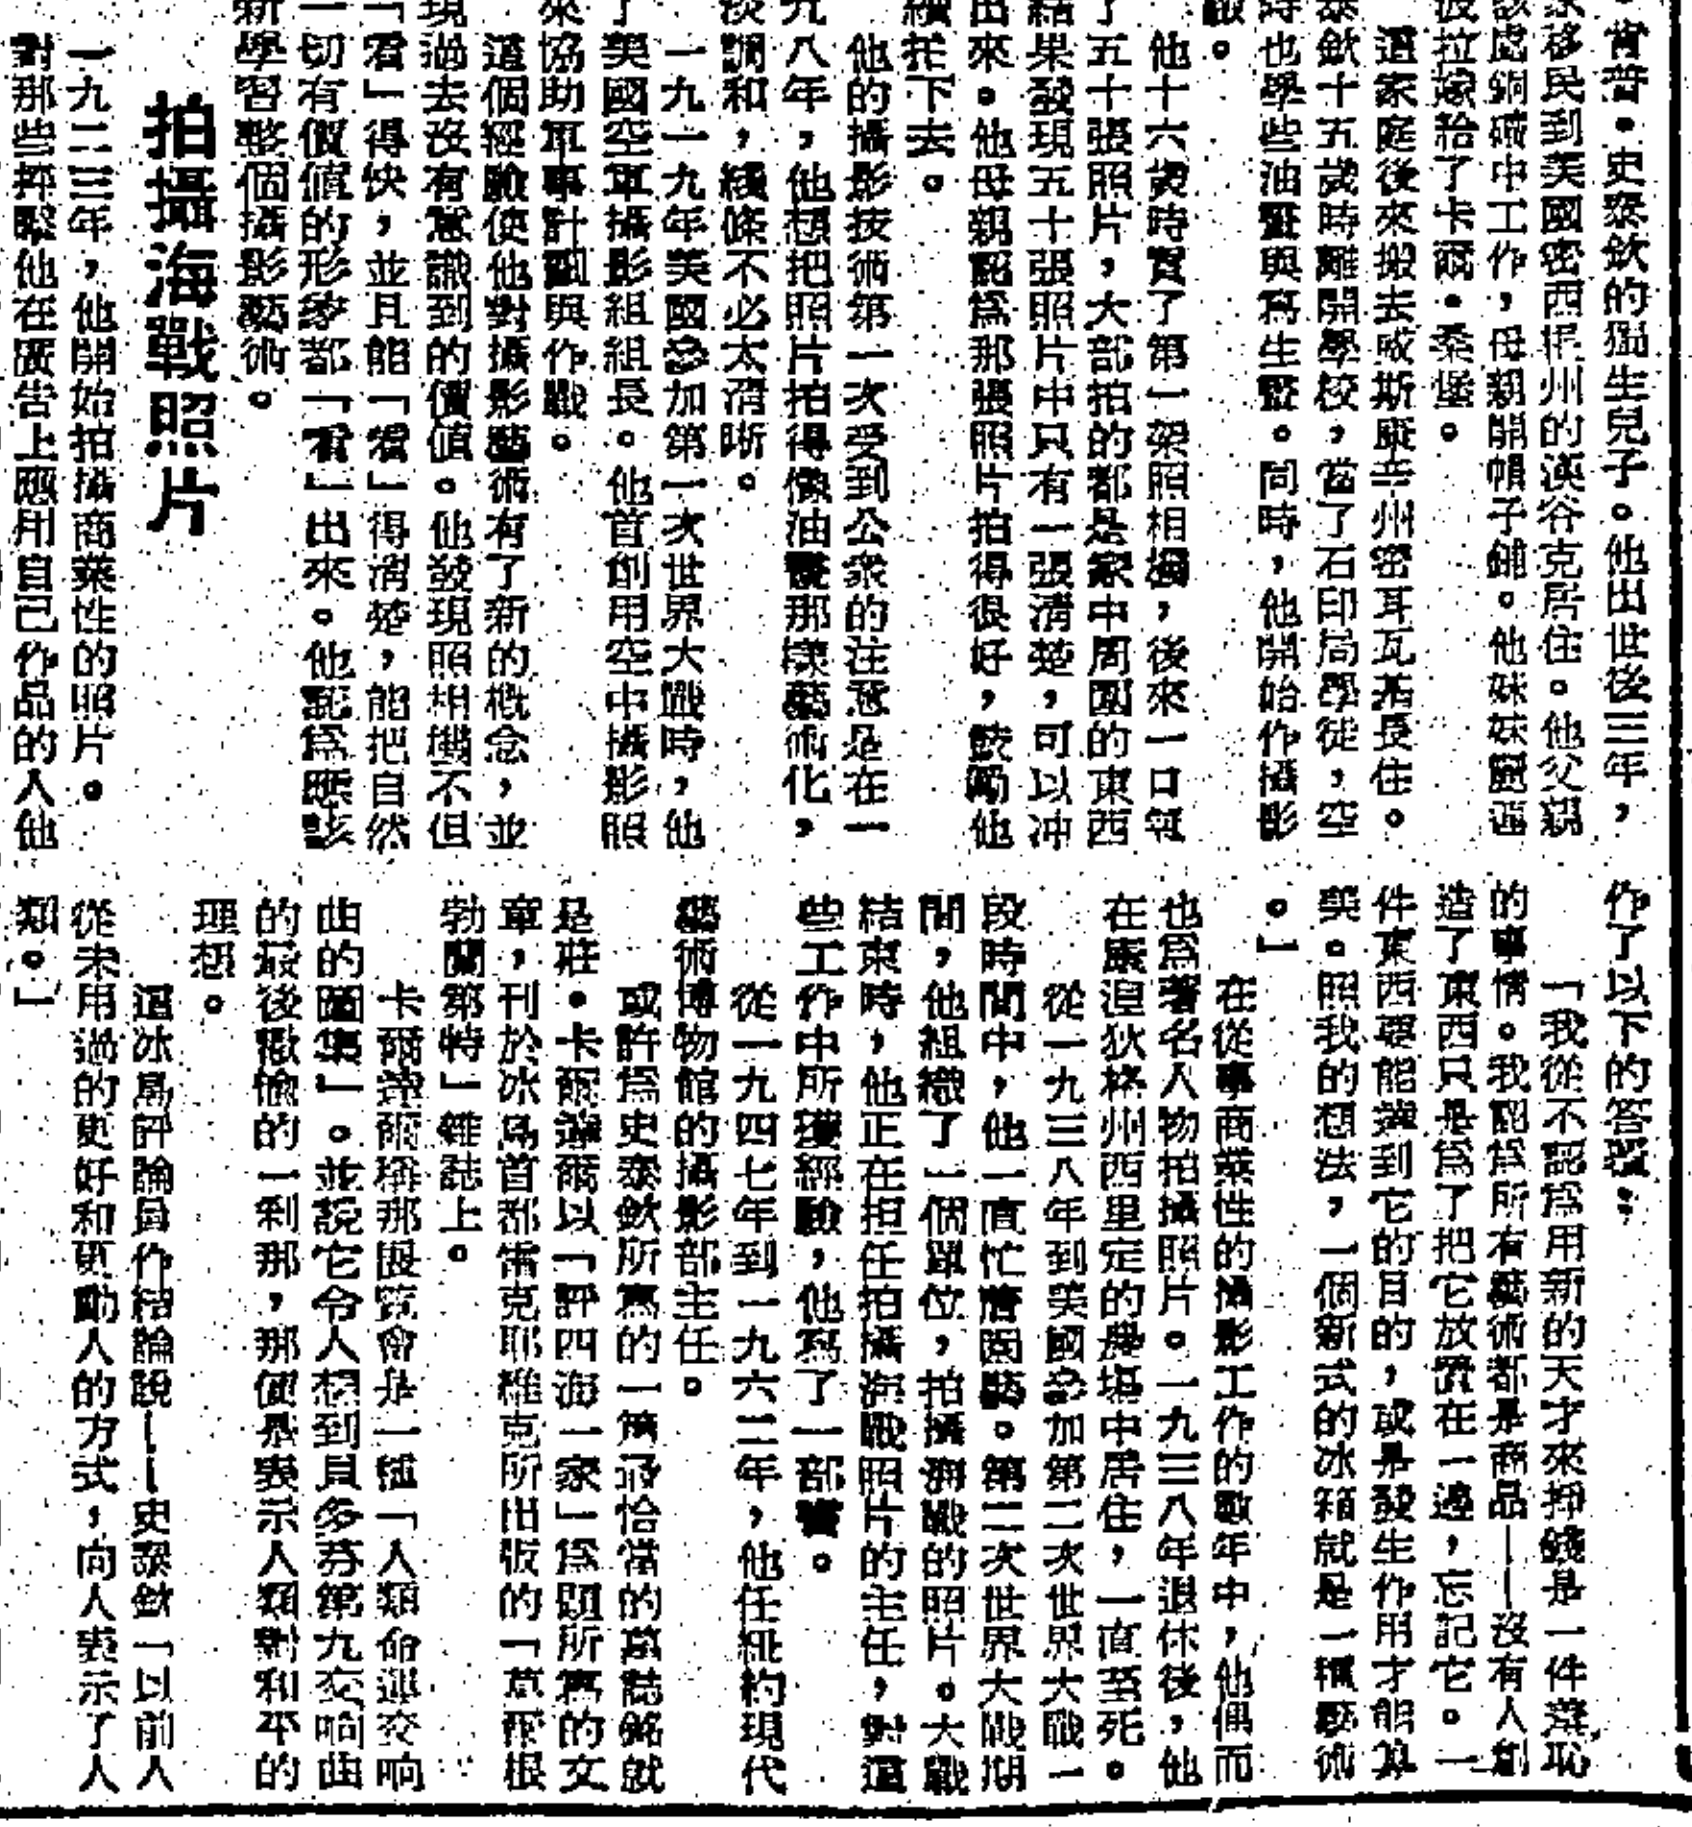 ・肯普・史泰欽的獨生兒子。他出世後三年，
家移民到美國密西根州的漢谷克居住。他父親
該處銅礦中工作，母親開帽子鋪。他妹妹麗蓮
彼拉嫁給了卡爾・桑堡。
這家庭後來搬去威斯康辛州密耳瓦基長住。
泰欽十五歲時離開學校，當了石印局學徒，空
時也學些油畫與寫生畫。同時，他開始作攝影
。
他十六歲時買了第一架照相機，後來一口氣
了五十張照片，大部拍的都是家中周圍的東西
結果發現五十張照片中只有一張清楚，可以冲
出來。他母親認為那張照片拍得很好，鼓勵他
續拍下去。
他的攝影技術第一次受到公衆的注意是在一
九八年，他想把照片拍得像油畫那樣藝術化，
淡調和，綫條不必太清晰。
一九一九年美國參加第一次世界大戰時，他
了美國空軍攝影組組長。他首創用空中攝影照
來協助軍事計劃與作戰。
這個經驗使他對攝影藝術有了新的概念，並
現過去沒有意識到的價值。他發現照相機不但
「看」得快，並且能「看」得清楚，能把自然
一切有價值的形象都「看」出來。他認為應該
新學習整個攝影藝術。
拍攝海戰照片
一九二三年，他開始拍攝商業性的照片。
對那些抨擊他在廣告上應用自己作品的人他
作了以下的答覆：
「我從不認為用新的天才來掙錢是一件羞恥
的事情。我認為所有藝術都是商品——沒有人創
造了東西只是為了把它放置在一邊，忘記它。一
件東西要能達到它的目的，或是發生作用才能算
美。照我的想法，一個新式的冰箱就是一種藝術
。」
在從事商業性的攝影工作的數年中，他偶而
也為著名人物拍攝照片。一九三八年退休後，他
在康涅狄格州西里定的農場中居住，一直至死。
從一九三八年到美國參加第二次世界大戰一
段時間中，他一直忙着園藝。第二次世界大戰期
間，他組織了一個單位，拍攝海戰的照片。大戰
結束時，他正在担任拍攝海戰照片的主任，對這
些工作中所獲經驗，他寫了一部書。
從一九四七年到一九六二年，他任紐約現代
藝術博物館的攝影部主任。
或許為史泰欽所寫的一篇最恰當的墓誌銘就
是莊・卡爾達爾以「評四海一家」為題所寫的文
章，刊於冰島首都雷克耶維克所出版的「莫爾根
勃蘭第特」雜誌上。
卡爾達爾稱那展覽會是一種「人類命運交响
曲的圖集」。並說它令人想到貝多芬第九交响曲
的最後歡愉的一刹那，那便是表示人類對和平的
理想。
這冰島評論員作結論說——史泰欽「以前人
從未用過的更好和更動人的方式，向人表示了人
類。」